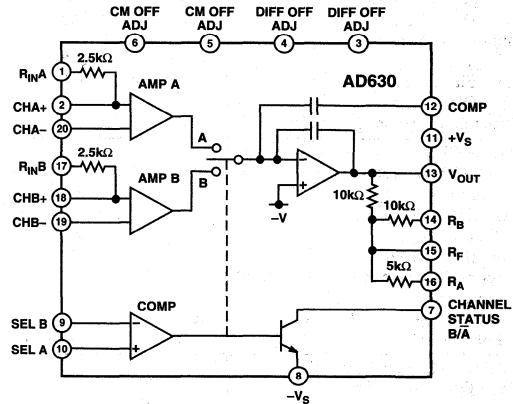 CM OFF ADJ
CM OFF ADJ
DIFF OFF ADJ
DIFF OFF ADJ
6
5
4
3
AD630
RINA
1
2.5kΩ
AMP A
CHA+
2
CHA–
20
A
RINB
17
2.5kΩ
B
AMP B
CHB+
18
CHB–
19
12
COMP
11
+VS
13
VOUT
–
+
–V
10kΩ
10kΩ
14
RB
15
RF
5kΩ
16
RA
COMP
SEL B
9
–
SEL A
10
+
7
CHANNEL
STATUS
B/A̅
8
–VS